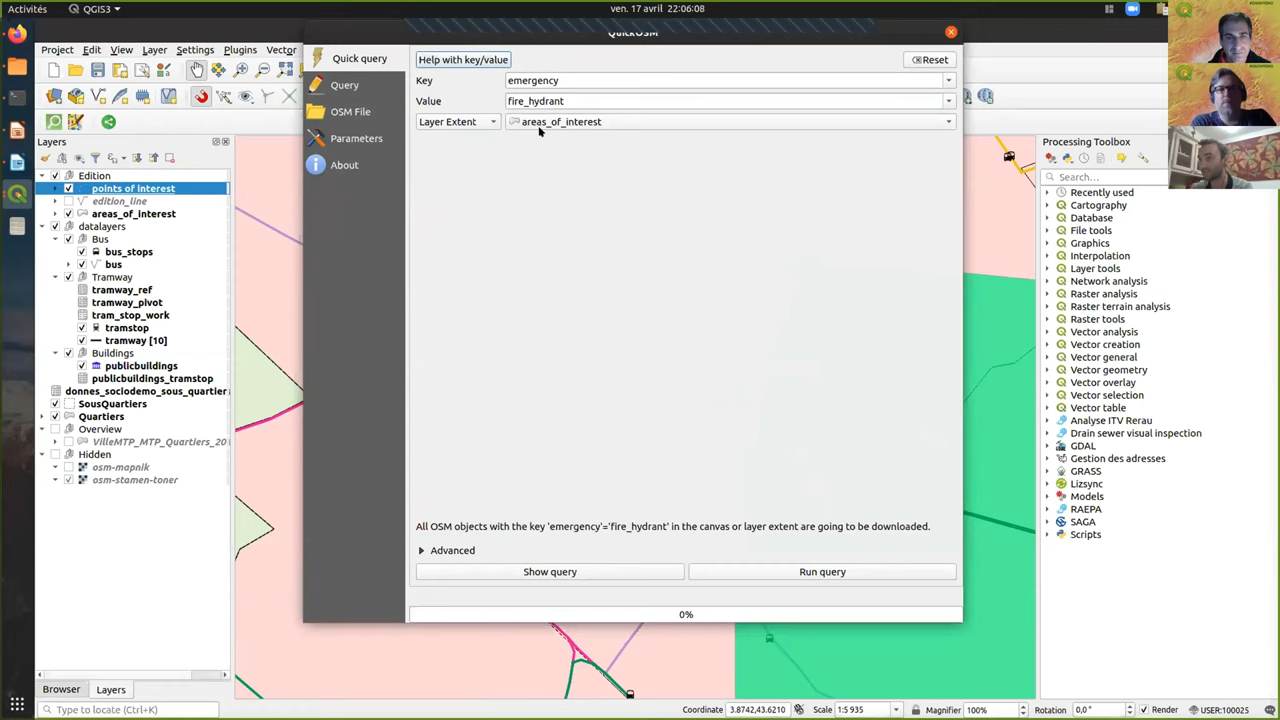 Activités
QGIS3
ven. 17 avril 22:06:08
QuickOSM
Project Edit View Layer Settings Plugins Vector
Quick query
Query
OSM File
Parameters
About
Help with key/value
Reset
Key
emergency
Value
fire_hydrant
Layer Extent
areas_of_interest
All OSM objects with the key 'emergency'='fire_hydrant' in the canvas or layer extent are going to be downloaded.
Advanced
Show query
Run query
0%
Layers
Edition
points of interest
edition_line
areas_of_interest
datalayers
Bus
bus_stops
bus
Tramway
tramway_ref
tramway_pivot
tram_stop_work
tramstop
tramway [10]
Buildings
publicbuildings
publicbuildings_tramstop
donnes_sociodemo_sous_quartier
SousQuartiers
Quartiers
Overview
VilleMTP_MTP_Quartiers_20
Hidden
osm-mapnik
osm-stamen-toner
Browser
Layers
Processing Toolbox
Search…
Recently used
Cartography
Database
File tools
Graphics
Interpolation
Layer tools
Network analysis
Raster analysis
Raster terrain analysis
Raster tools
Vector analysis
Vector creation
Vector general
Vector geometry
Vector overlay
Vector selection
Vector table
Analyse ITV Rerau
Drain sewer visual inspection
GDAL
Gestion des adresses
GRASS
Lizsync
Models
RAEPA
SAGA
Scripts
Type to locate (Ctrl+K)
Coordinate 3.8742,43.6210
Scale 1:5 935
Magnifier 100%
Rotation 0,0 °
Render
USER:100025